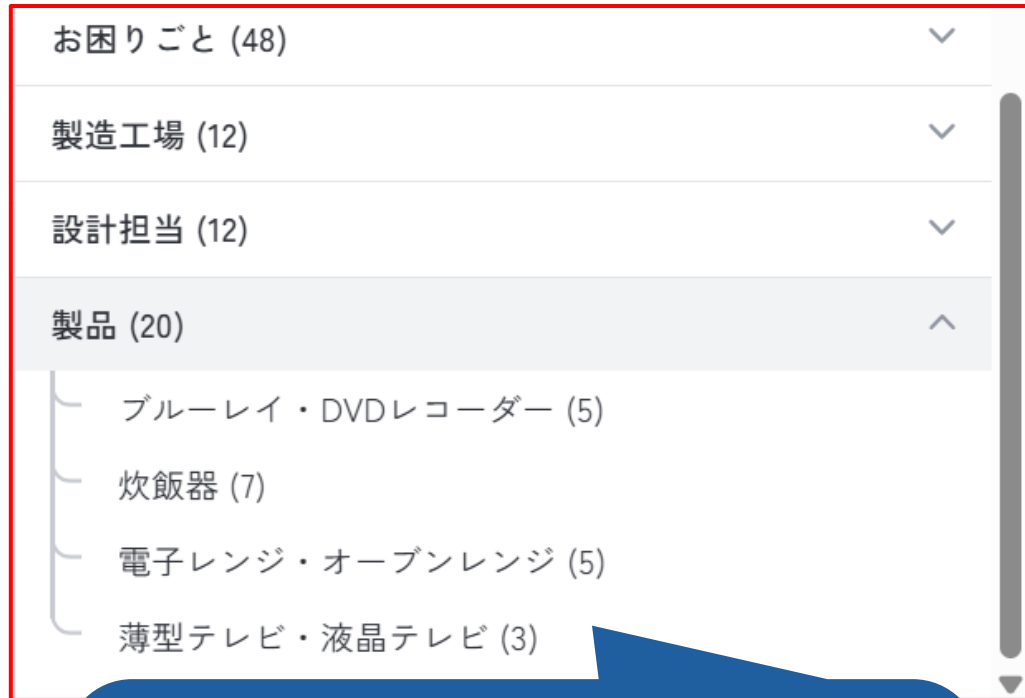 お困りごと (48)
製造工場 (12)
設計担当 (12)
製品 (20)
ブルーレイ・DVDレコーダー (5)
炊飯器 (7)
電子レンジ・オーブンレンジ (5)
薄型テレビ・液晶テレビ (3)